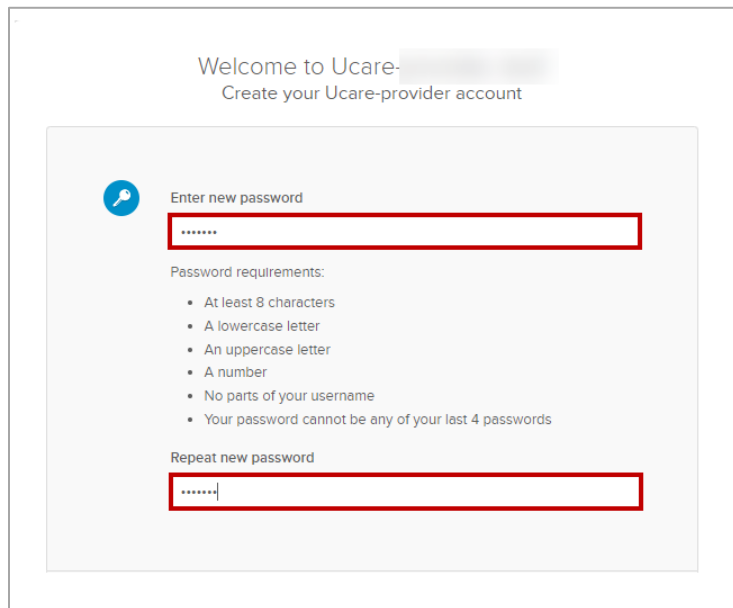 Welcome to Ucare-
Create your Ucare-provider account
Enter new password
•••••••
Password requirements:
• At least 8 characters
• A lowercase letter
• An uppercase letter
• A number
• No parts of your username
• Your password cannot be any of your last 4 passwords
Repeat new password
•••••••